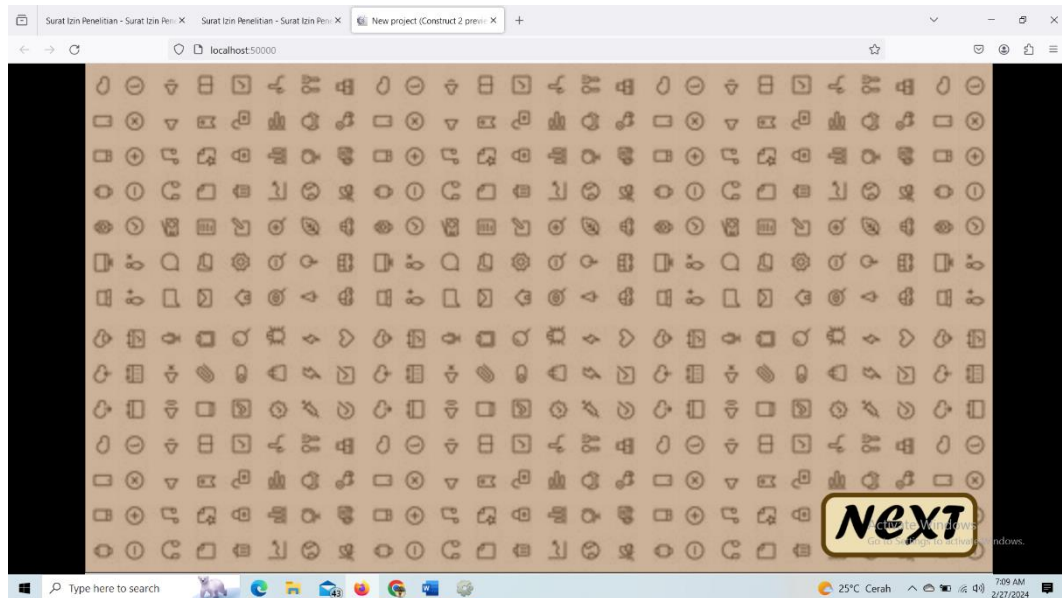 Surat Izin Penelitian - Surat Izin Pen
Surat Izin Penelitian - Surat Izin Pen
New project (Construct 2 previe
localhost:50000
NEXT
Activate Windows
Go to Settings to activate Windows.
Type here to search
43
25°C Cerah
7:09 AM
2/27/2024